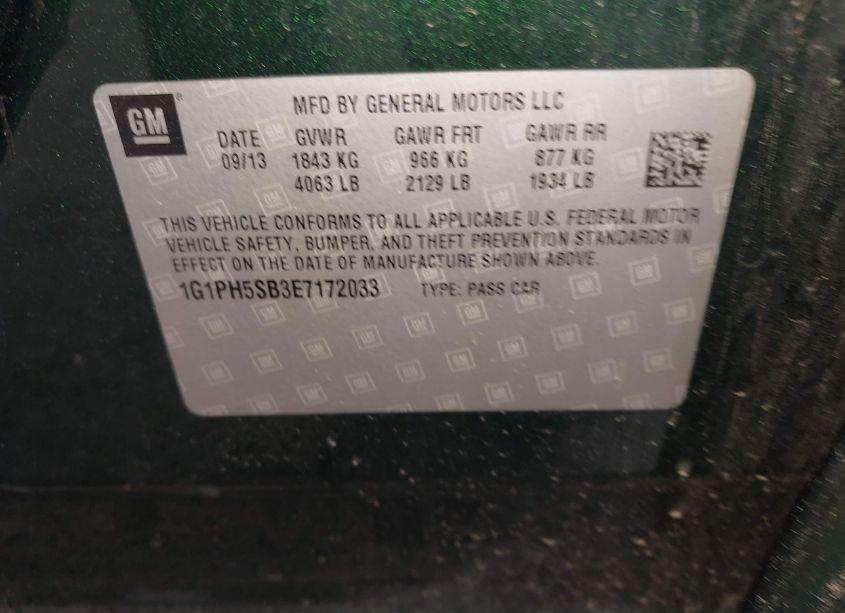 GM
MFD BY GENERAL MOTORS LLC
DATE GVWR GAWR FRT GAWR RR
09/13 1843 KG 966 KG 877 KG
4063 LB 2129 LB 1934 LB
THIS VEHICLE CONFORMS TO ALL APPLICABLE U.S. FEDERAL MOTOR
VEHICLE SAFETY, BUMPER, AND THEFT PREVENTION STANDARDS IN
EFFECT ON THE DATE OF MANUFACTURE SHOWN ABOVE.
1G1PH5SB3E7172033 TYPE: PASS CAR